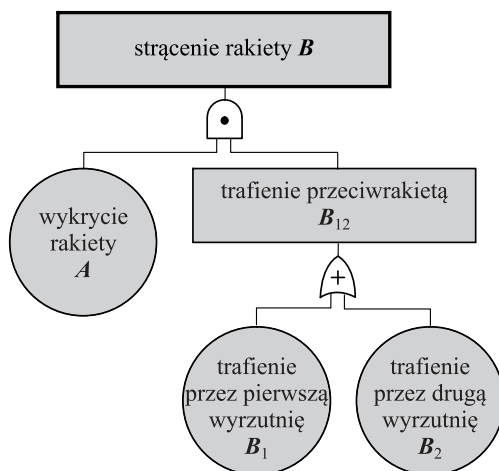 strącenie rakiety B
•
wykrycie
rakiety
A
trafienie przeciwrakietą
B₁₂
+
trafienie
przez pierwszą
wyrzutnię
B₁
trafienie
przez drugą
wyrzutnię
B₂